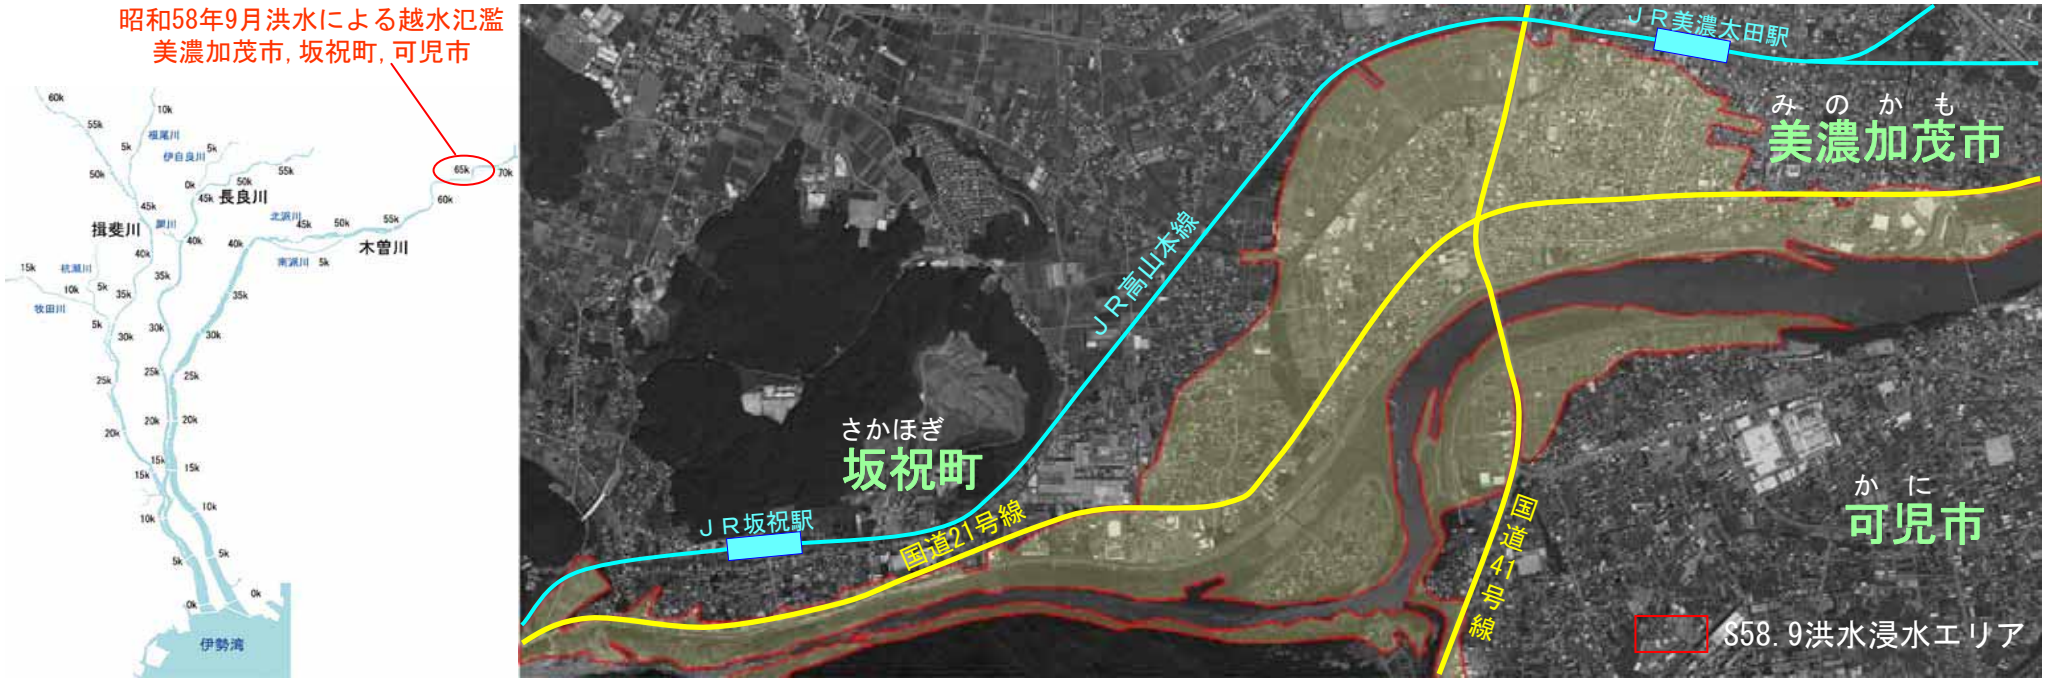 昭和58年9月洪水による越水氾濫
美濃加茂市, 坂祝町, 可児市
60k
10k
55k
根尾川
5k
伊自良川
5k
50k
0k
50k
55k
65k
70k
45k
45k
長良川
60k
揖斐川
北派川
45k
50k
55k
40k
40k
木曽川
40k
南派川
5k
15k
杭瀬川
35k
10k
5k
35k
35k
牧田川
5k
30k
30k
30k
25k
25k
25k
20k
20k
20k
15k
15k
15k
10k
10k
5k
5k
0k
0k
伊勢湾
JR美濃太田駅
みのかも
美濃加茂市
JR高山本線
さかほぎ
坂祝町
JR坂祝駅
国道21号線
国道41号線
かに
可児市
S58.9洪水浸水エリア